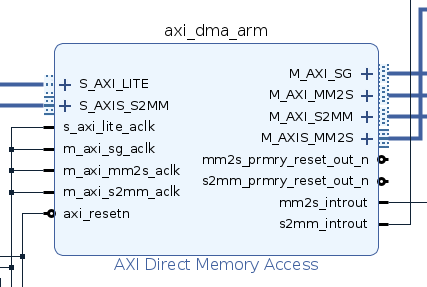 axi_dma_arm
S_AXI_LITE
S_AXIS_S2MM
s_axi_lite_aclk
m_axi_sg_aclk
m_axi_mm2s_aclk
m_axi_s2mm_aclk
axi_resetn
M_AXI_SG
M_AXI_MM2S
M_AXI_S2MM
M_AXIS_MM2S
mm2s_prmry_reset_out_n
s2mm_prmry_reset_out_n
mm2s_introut
s2mm_introut
AXI Direct Memory Access